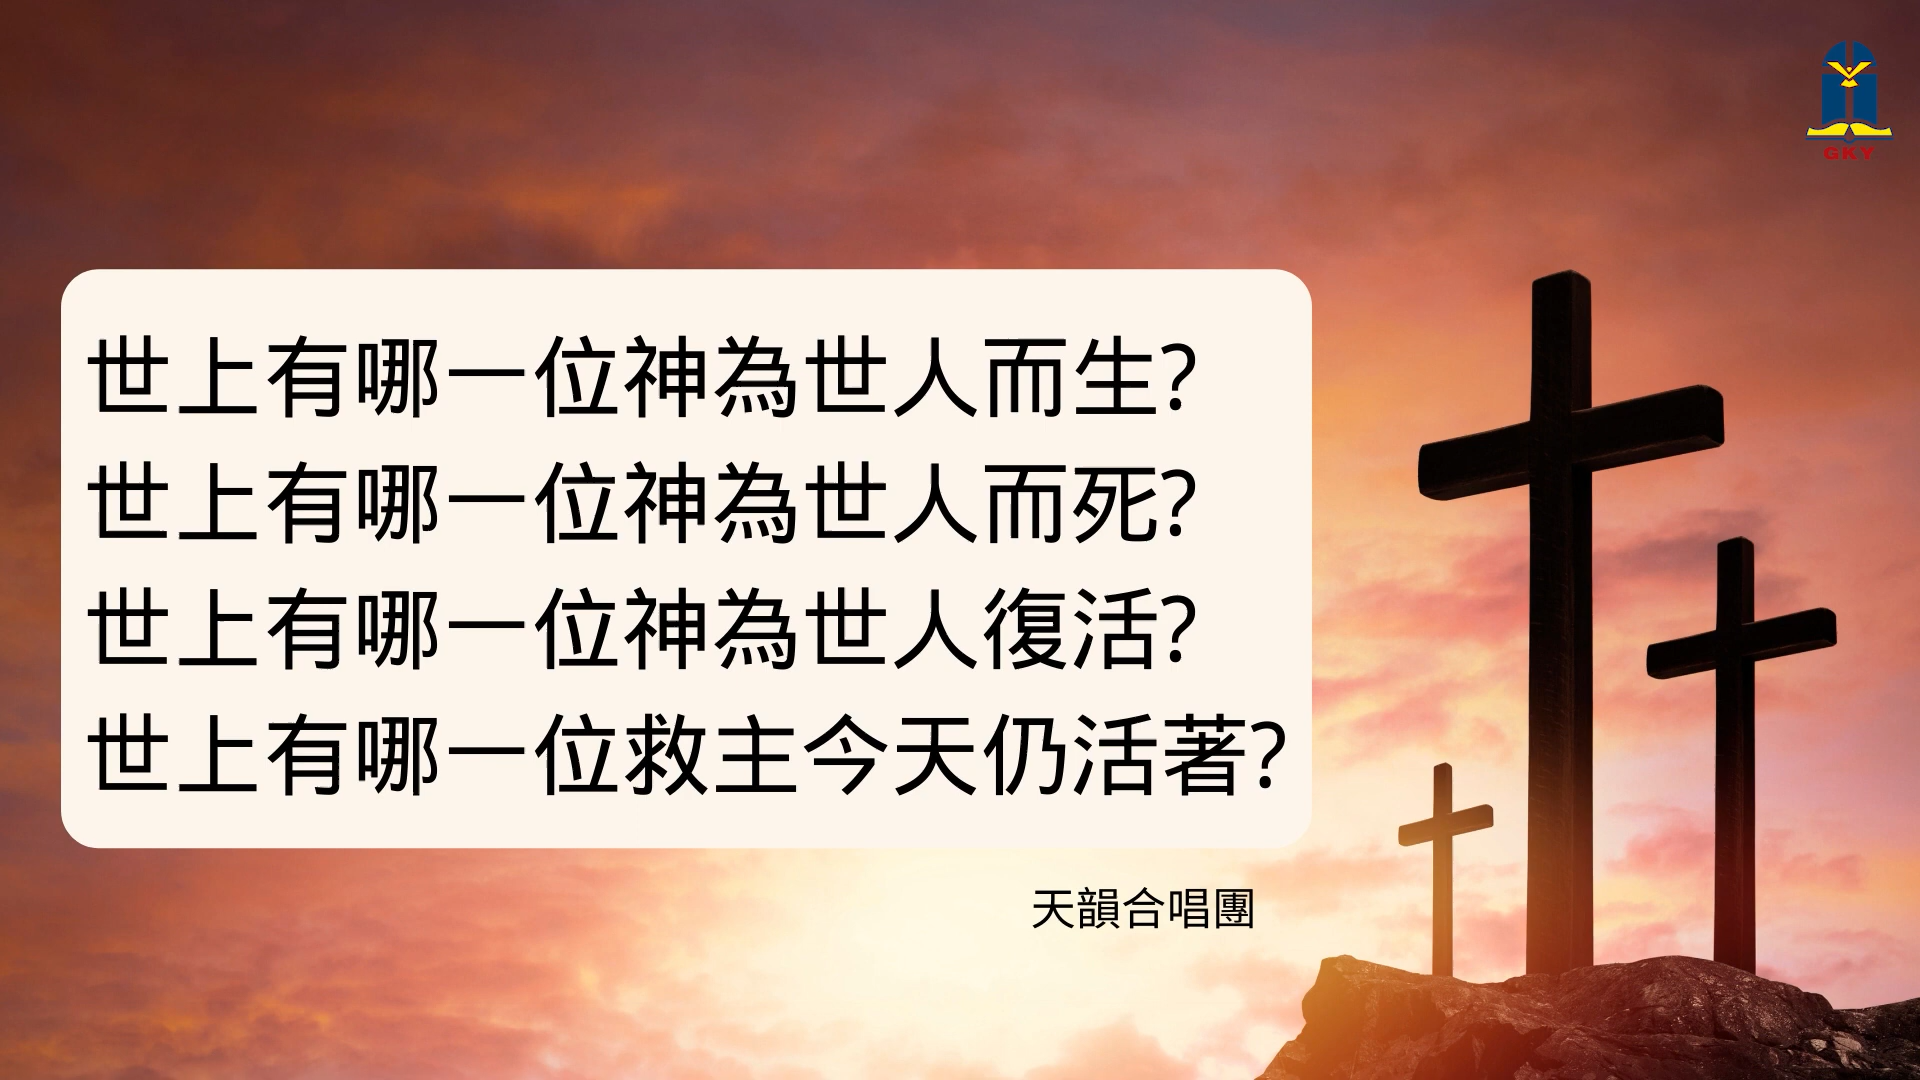 GKY
世上有哪一位神為世人而生?
世上有哪一位神為世人而死?
世上有哪一位神為世人復活?
世上有哪一位救主今天仍活著?
天韻合唱團